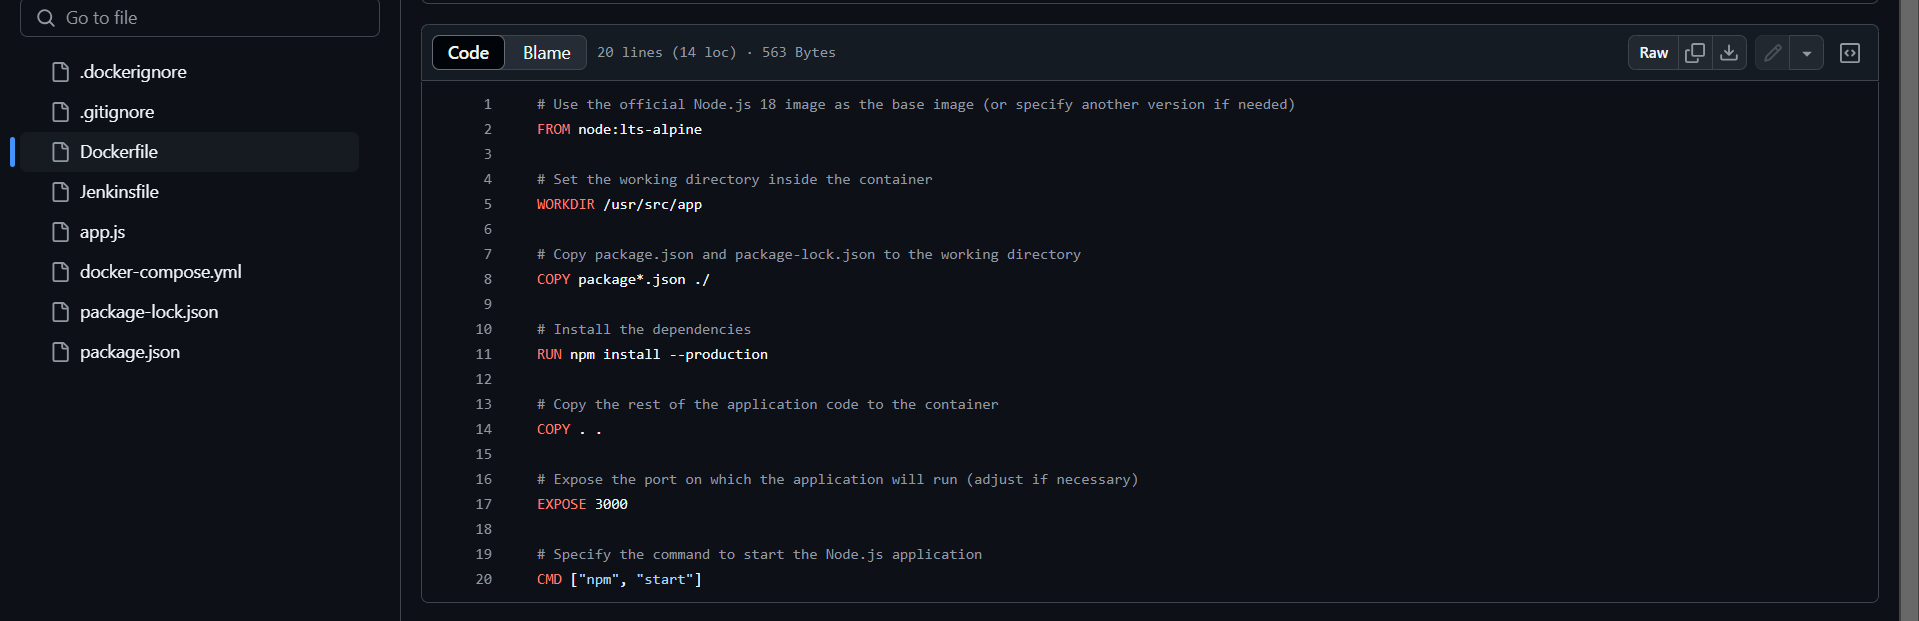 Go to file
.dockerignore
.gitignore
Dockerfile
Jenkinsfile
app.js
docker-compose.yml
package-lock.json
package.json
Code Blame 20 lines (14 loc) · 563 Bytes Raw
1 # Use the official Node.js 18 image as the base image (or specify another version if needed)
2 FROM node:lts-alpine
3
4 # Set the working directory inside the container
5 WORKDIR /usr/src/app
6
7 # Copy package.json and package-lock.json to the working directory
8 COPY package*.json ./
9
10 # Install the dependencies
11 RUN npm install --production
12
13 # Copy the rest of the application code to the container
14 COPY . .
15
16 # Expose the port on which the application will run (adjust if necessary)
17 EXPOSE 3000
18
19 # Specify the command to start the Node.js application
20 CMD ["npm", "start"]